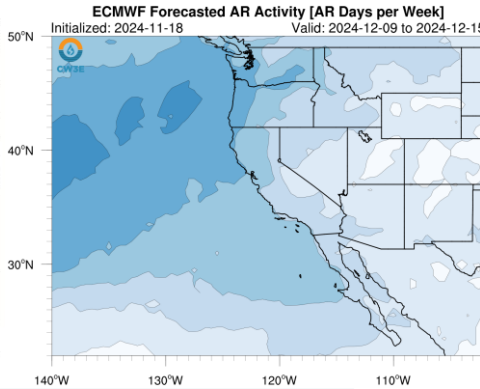 ECMWF Forecasted AR Activity [AR Days per Week]
Initialized: 2024-11-18 Valid: 2024-12-09 to 2024-12-15
50°N
CW3E
40°N
30°N
140°W 130°W 120°W 110°W